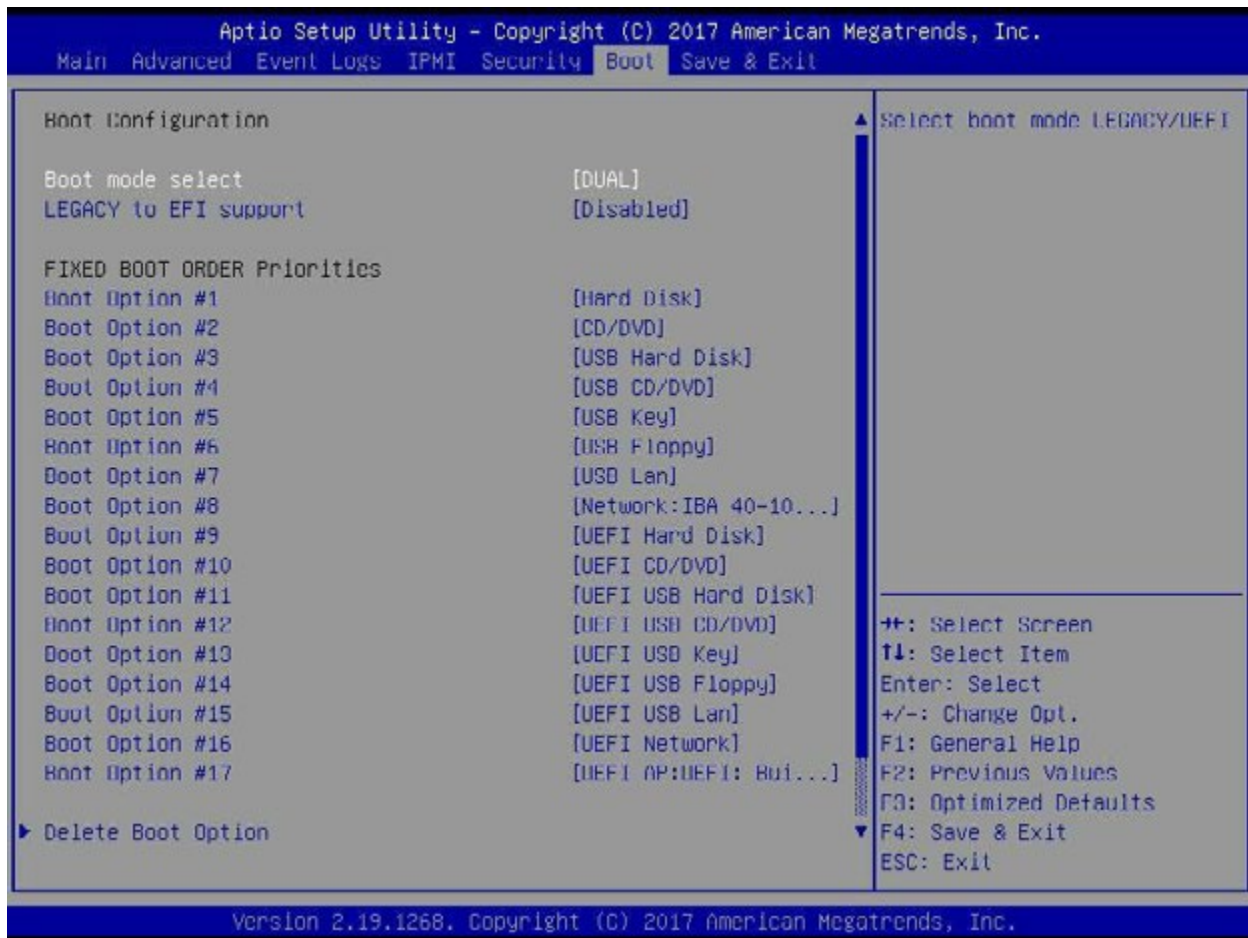 Aptio Setup Utility – Copyright (C) 2017 American Megatrends, Inc.
Main Advanced Event Logs IPMI Security Boot Save & Exit
Boot Configuration
Select boot mode LEGACY/UEFI
Boot mode select [DUAL]
LEGACY to EFI support [Disabled]
FIXED BOOT ORDER Priorities
Boot Option #1 [Hard Disk]
Boot Option #2 [CD/DVD]
Boot Option #3 [USB Hard Disk]
Boot Option #4 [USB CD/DVD]
Boot Option #5 [USB Key]
Boot Option #6 [USB Floppy]
Boot Option #7 [USB Lan]
Boot Option #8 [Network:IBA 40-10...]
Boot Option #9 [UEFI Hard Disk]
Boot Option #10 [UEFI CD/DVD]
Boot Option #11 [UEFI USB Hard Disk]
Boot Option #12 [UEFI USB CD/DVD]
Boot Option #13 [UEFI USB Key]
Boot Option #14 [UEFI USB Floppy]
Boot Option #15 [UEFI USB Lan]
Boot Option #16 [UEFI Network]
Boot Option #17 [UEFI AP:UEFI: Bui...]
Delete Boot Option
→←: Select Screen
↑↓: Select Item
Enter: Select
+/-: Change Opt.
F1: General Help
F2: Previous Values
F3: Optimized Defaults
F4: Save & Exit
ESC: Exit
Version 2.19.1268. Copyright (C) 2017 American Megatrends, Inc.